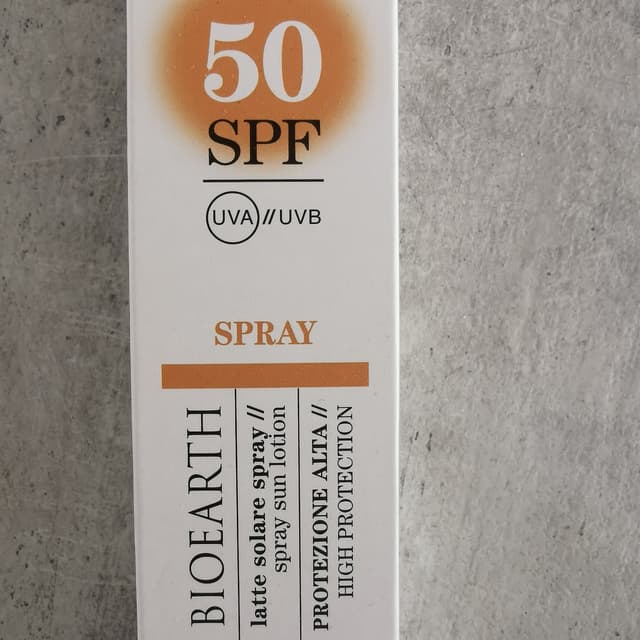 50
SPF
UVA//UVB
SPRAY
BIOEARTH
latte solare spray//
spray sun lotion
PROTEZIONE ALTA//
HIGH PROTECTION